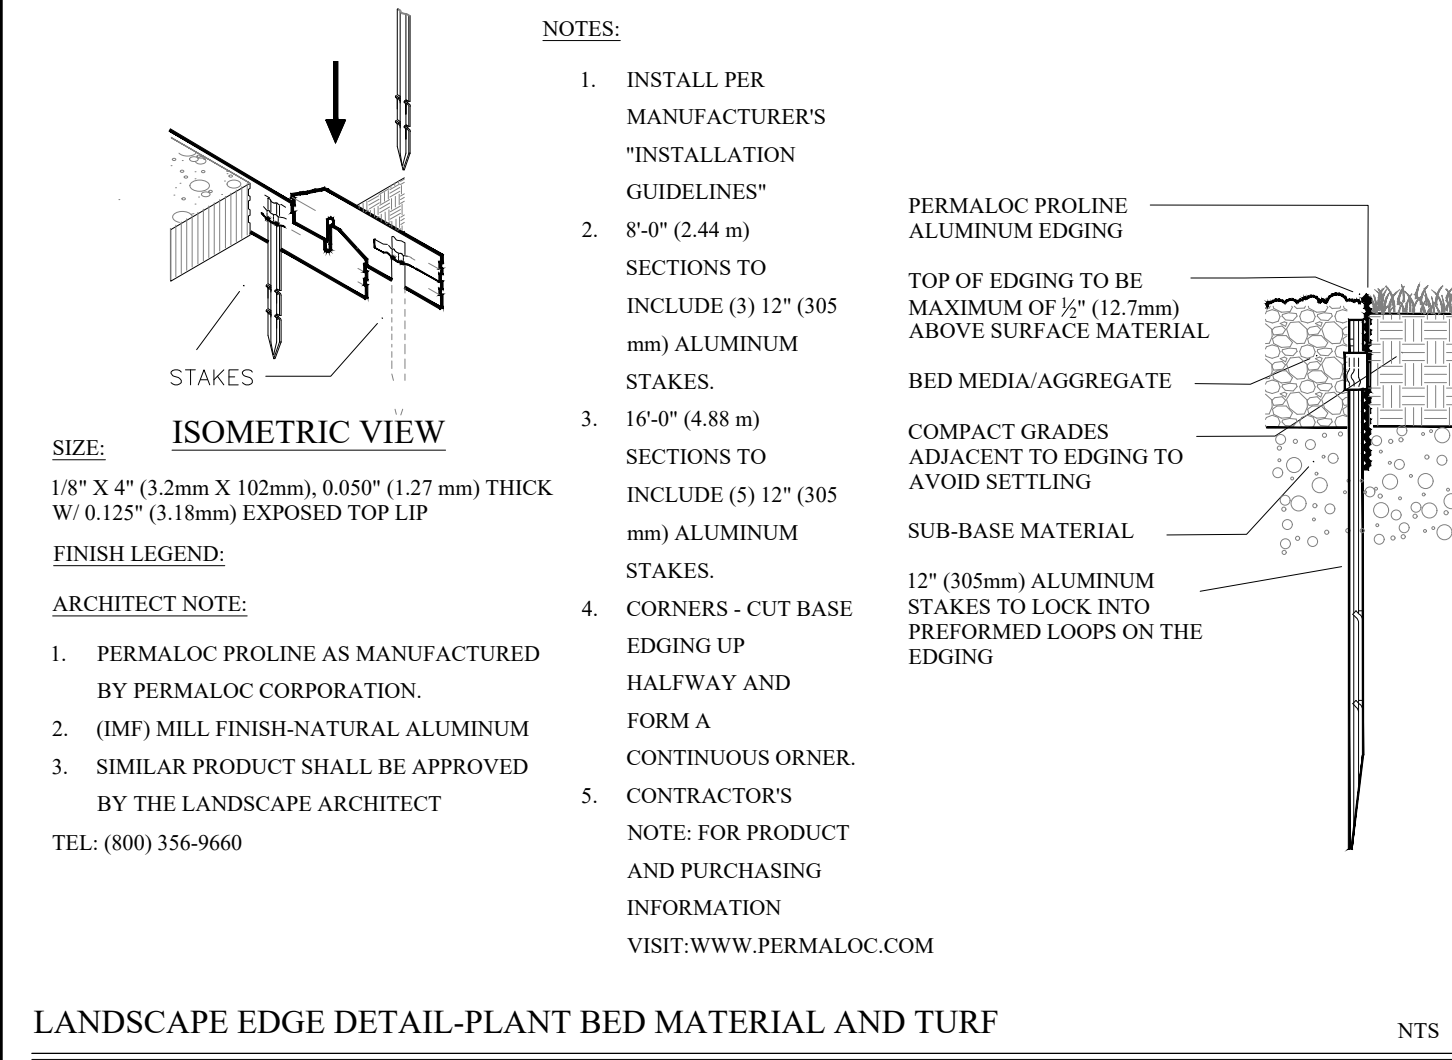 STAKES
ISOMETRIC VIEW
SIZE:
1/8" X 4" (3.2mm X 102mm), 0.050" (1.27 mm) THICK
W/ 0.125" (3.18mm) EXPOSED TOP LIP
FINISH LEGEND:
ARCHITECT NOTE:
1. PERMALOC PROLINE AS MANUFACTURED
BY PERMALOC CORPORATION.
2. (IMF) MILL FINISH-NATURAL ALUMINUM
3. SIMILAR PRODUCT SHALL BE APPROVED
BY THE LANDSCAPE ARCHITECT
TEL: (800) 356-9660
NOTES:
1. INSTALL PER
MANUFACTURER'S
"INSTALLATION
GUIDELINES"
2. 8'-0" (2.44 m)
SECTIONS TO
INCLUDE (3) 12" (305
mm) ALUMINUM
STAKES.
3. 16'-0" (4.88 m)
SECTIONS TO
INCLUDE (5) 12" (305
mm) ALUMINUM
STAKES.
4. CORNERS - CUT BASE
EDGING UP
HALFWAY AND
FORM A
CONTINUOUS ORNER.
5. CONTRACTOR'S
NOTE: FOR PRODUCT
AND PURCHASING
INFORMATION
VISIT:WWW.PERMALOC.COM
PERMALOC PROLINE
ALUMINUM EDGING
TOP OF EDGING TO BE
MAXIMUM OF ½" (12.7mm)
ABOVE SURFACE MATERIAL
BED MEDIA/AGGREGATE
COMPACT GRADES
ADJACENT TO EDGING TO
AVOID SETTLING
SUB-BASE MATERIAL
12" (305mm) ALUMINUM
STAKES TO LOCK INTO
PREFORMED LOOPS ON THE
EDGING
LANDSCAPE EDGE DETAIL-PLANT BED MATERIAL AND TURF
NTS